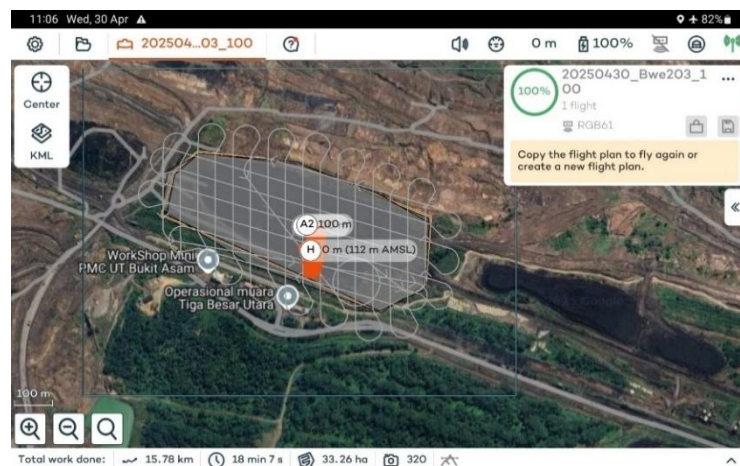 11:06 Wed, 30 Apr
82%
202504...03_100
0 m
100%
Center
KML
100%
20250430_Bwe203_1
00
1 flight
RGB61
Copy the flight plan to fly again or
create a new flight plan.
A2 100 m
H 0 m (112 m AMSL)
WorkShop Mini
PMC UT Bukit Asam
Operasional muara
Tiga Besar Utara
100 m
Total work done: 15.78 km 18 min 7 s 33.26 ha 320